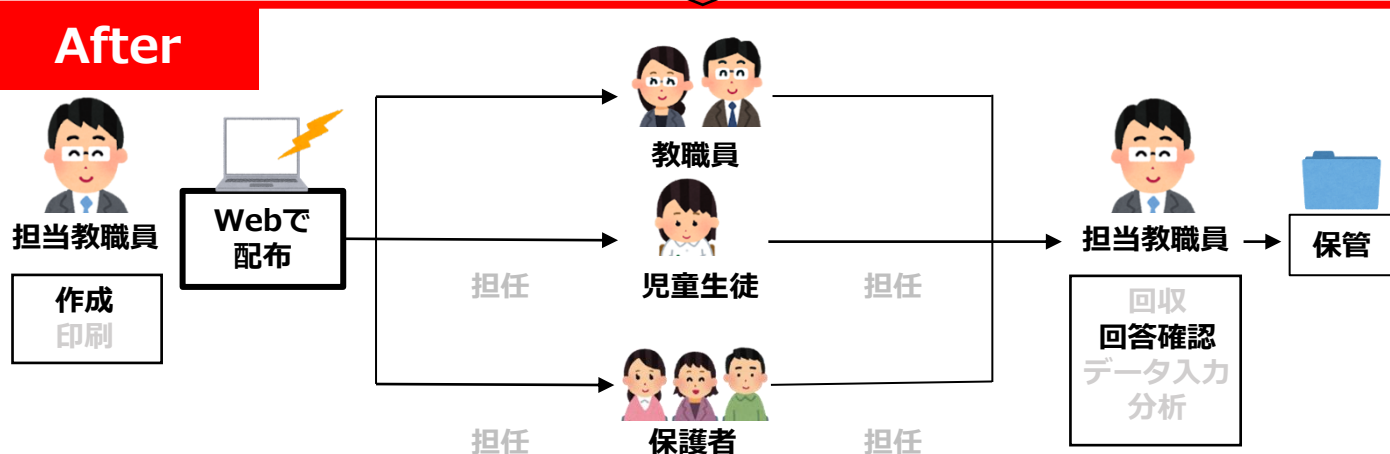 After
担当教職員
作成
印刷
Webで
配布
教職員
担任
児童生徒
担任
担任
保護者
担任
担当教職員
回収
回答確認
データ入力
分析
保管